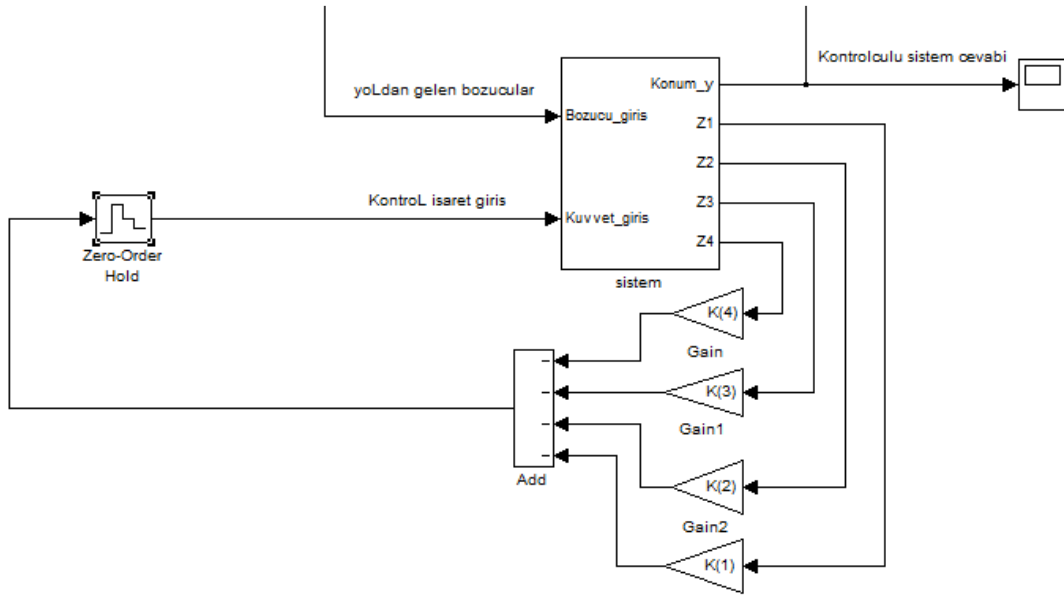 Kontrolculu sistem cevabi
Konum_y
yoLdan gelen bozucular
Bozucu_giris
Z1
Z2
Z3
KontroL isaret giris
Kuvvet_giris
Z4
Zero-Order
Hold
sistem
K(4)
Gain
K(3)
Gain1
Add
K(2)
Gain2
K(1)